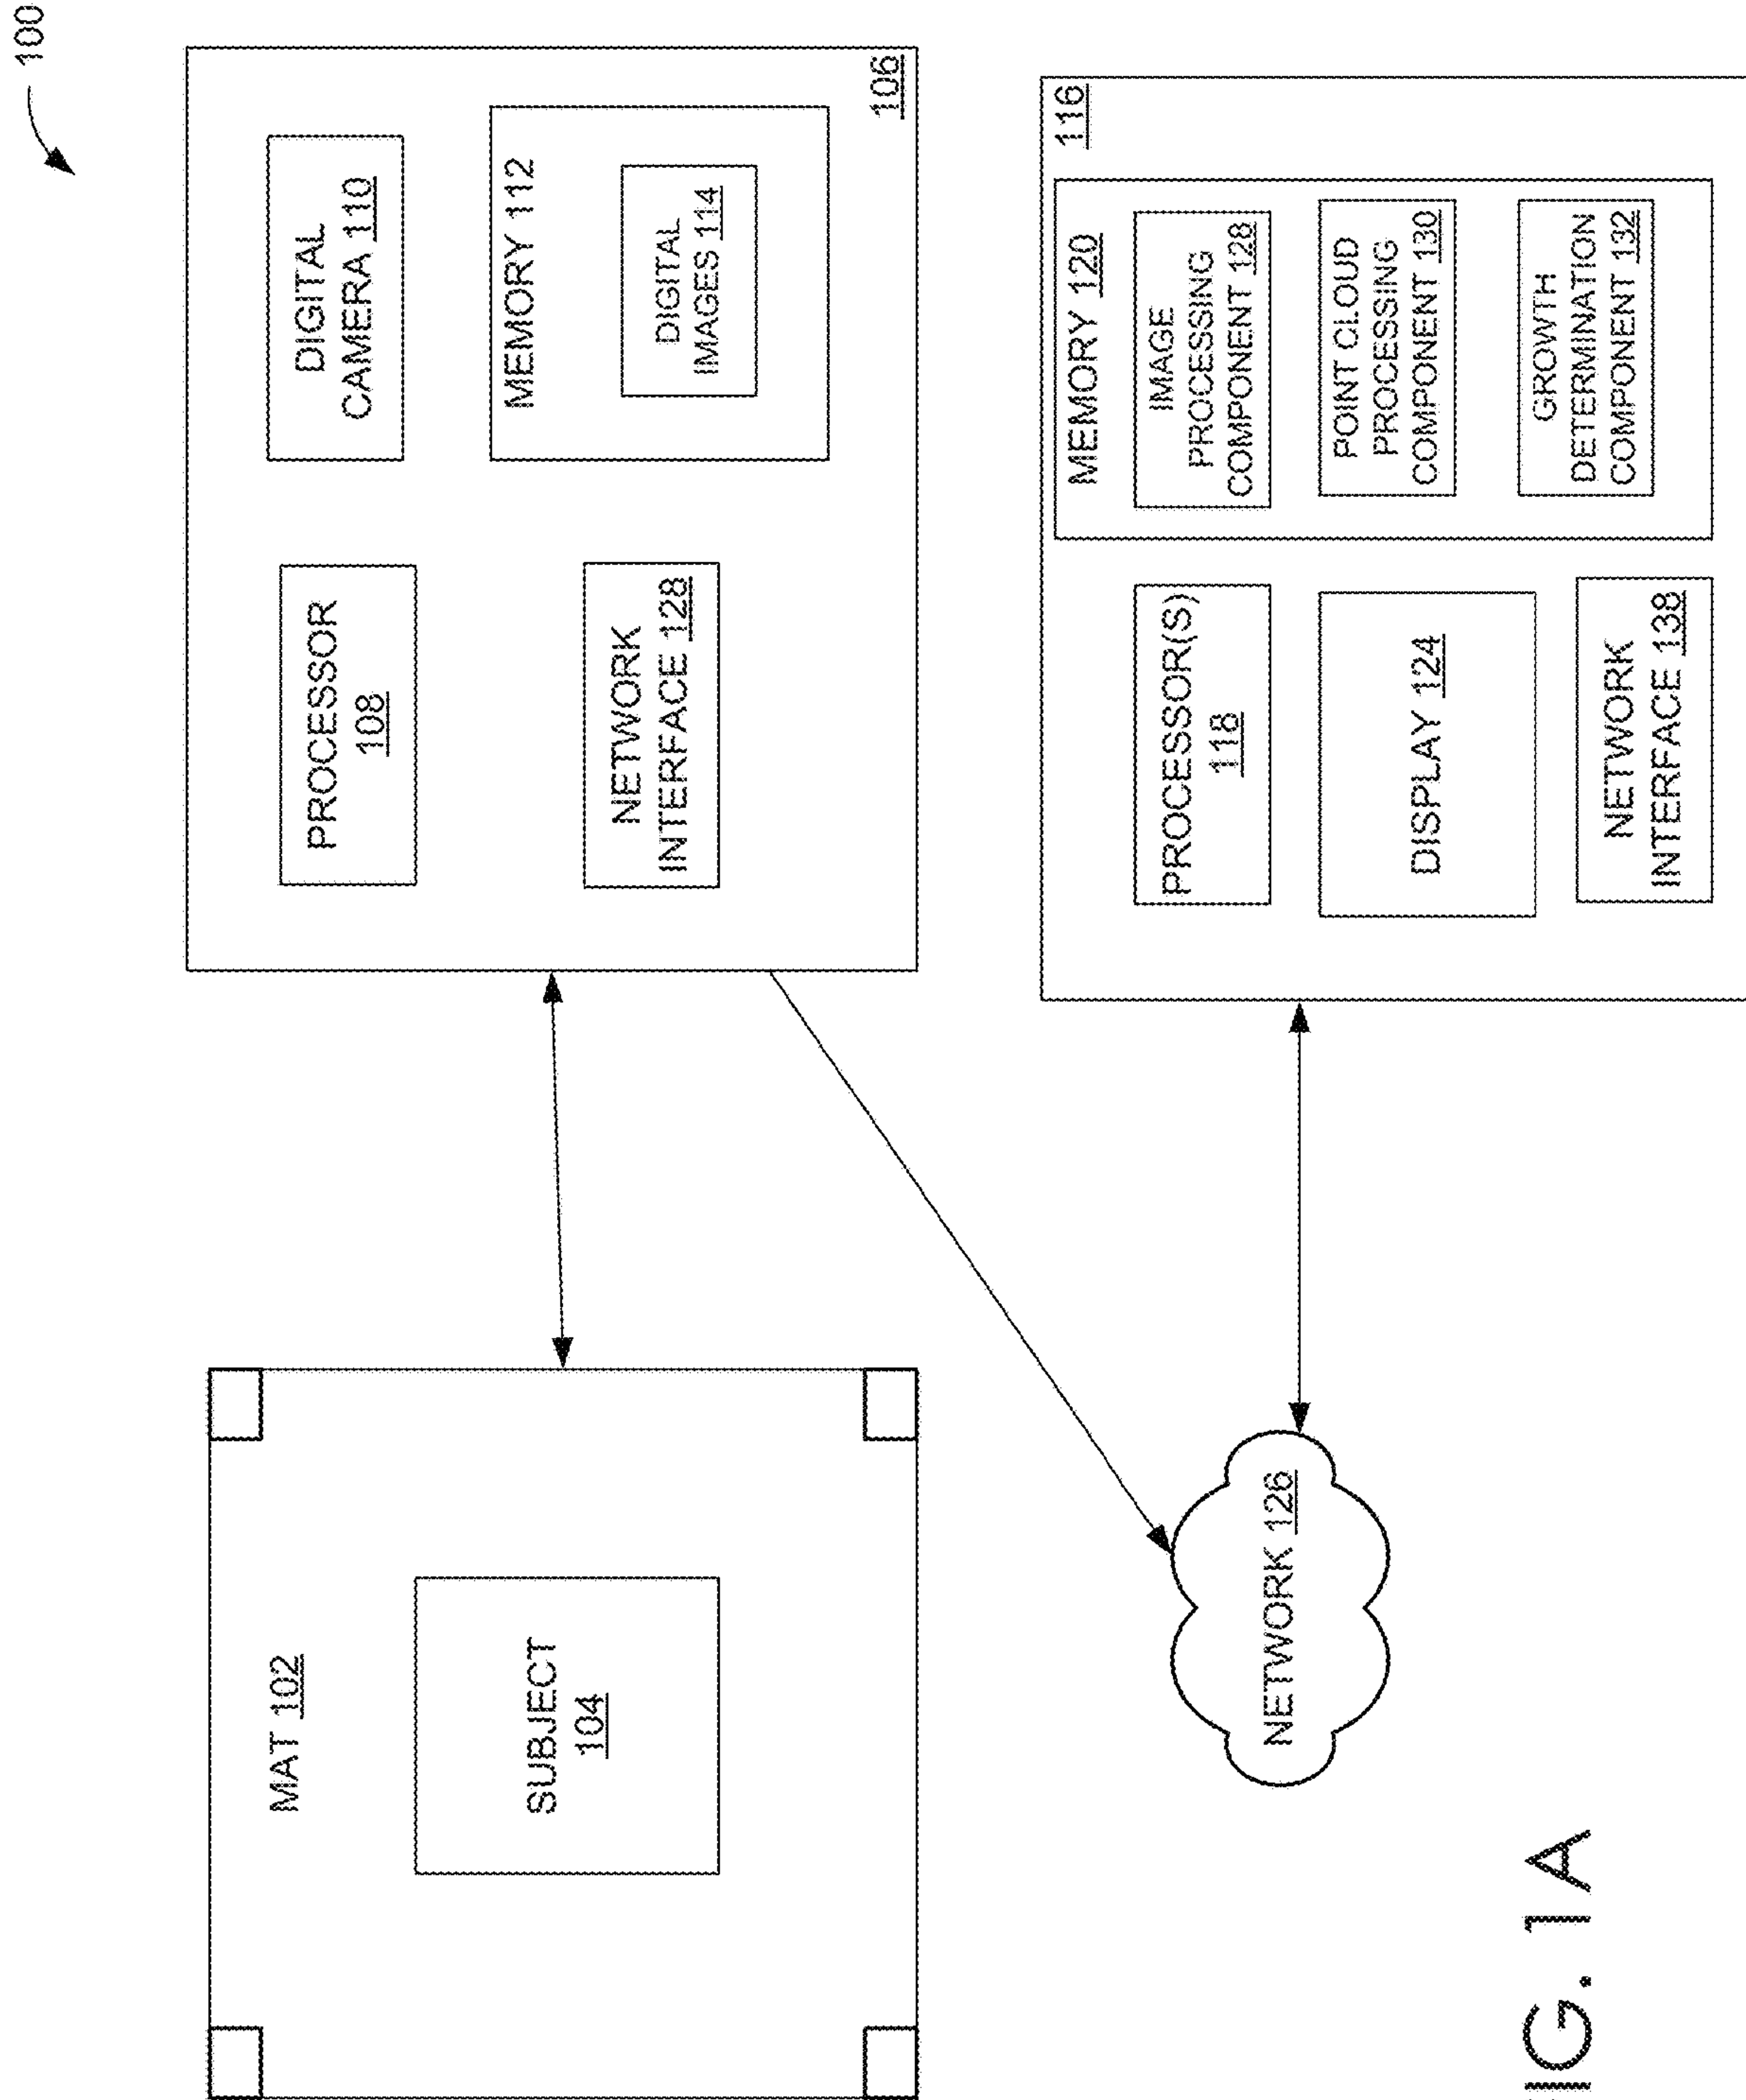 100
MAT 102
SUBJECT
104
PROCESSOR
108
DIGITAL
CAMERA 110
NETWORK
INTERFACE 128
MEMORY 112
DIGITAL
IMAGES 114
106
NETWORK 126
116
PROCESSOR(S)
118
DISPLAY 124
NETWORK
INTERFACE 138
MEMORY 120
IMAGE
PROCESSING
COMPONENT 128
POINT CLOUD
PROCESSING
COMPONENT 130
GROWTH
DETERMINATION
COMPONENT 132
IG. 1A